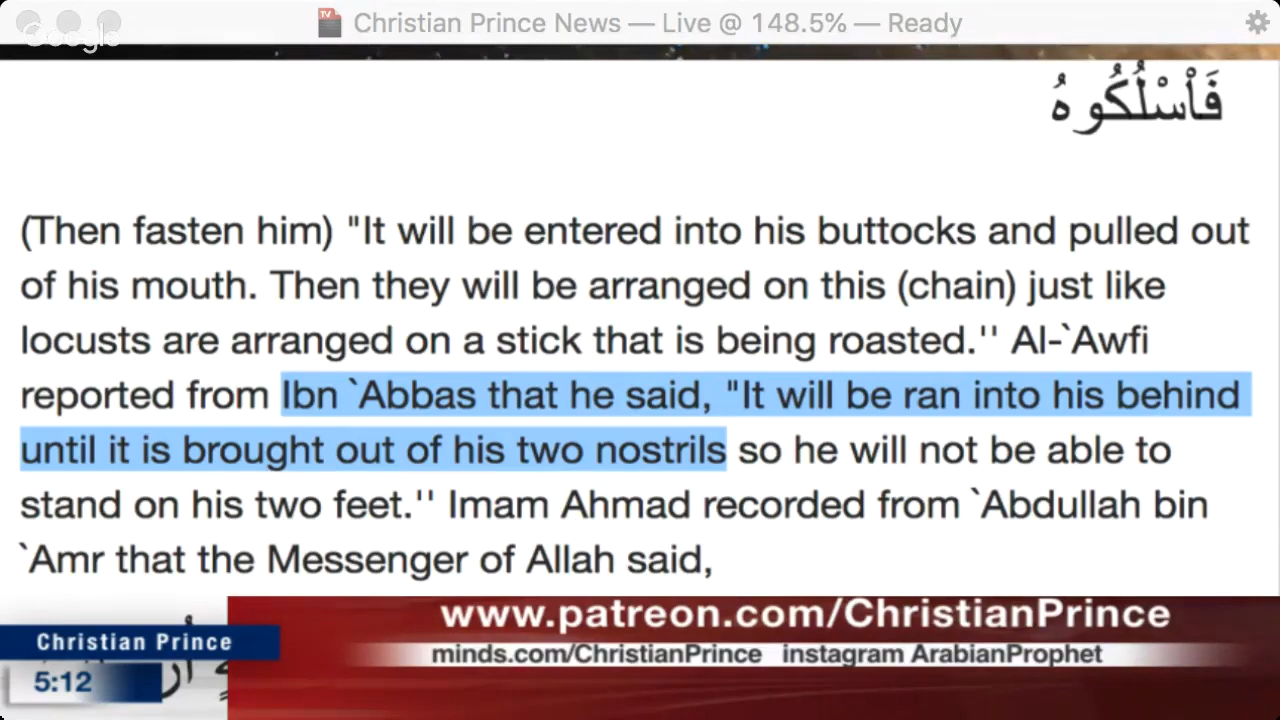 TV
Christian Prince News — Live @ 148.5% — Ready
Google
فَاْسْلُكُوهُ
(Then fasten him) "It will be entered into his buttocks and pulled out
of his mouth. Then they will be arranged on this (chain) just like
locusts are arranged on a stick that is being roasted.'' Al-`Awfi
reported from Ibn `Abbas that he said, "It will be ran into his behind
until it is brought out of his two nostrils so he will not be able to
stand on his two feet.'' Imam Ahmad recorded from `Abdullah bin
`Amr that the Messenger of Allah said,
www.patreon.com/ChristianPrince
Christian Prince
minds.com/ChristianPrince instagram ArabianProphet
5:12